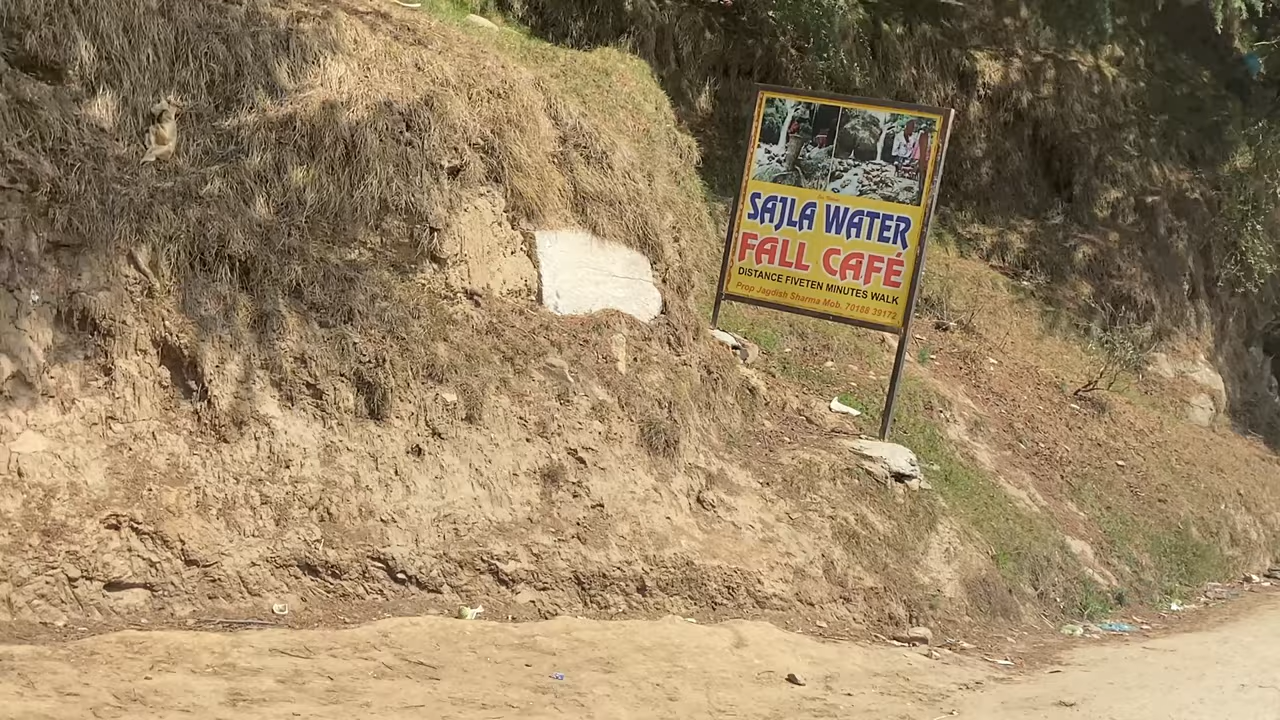 SAJLA WATER
FALL CAFÉ
DISTANCE FIVETEN MINUTES WALK
Prop Jagdish Sharma Mob. 70188 39172